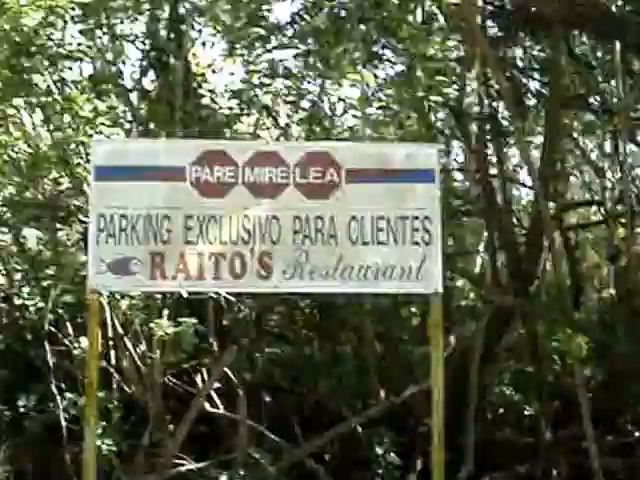 PARE MIRE LEA
PARKING EXCLUSIVO PARA CLIENTES
RAITO'S Restaurant